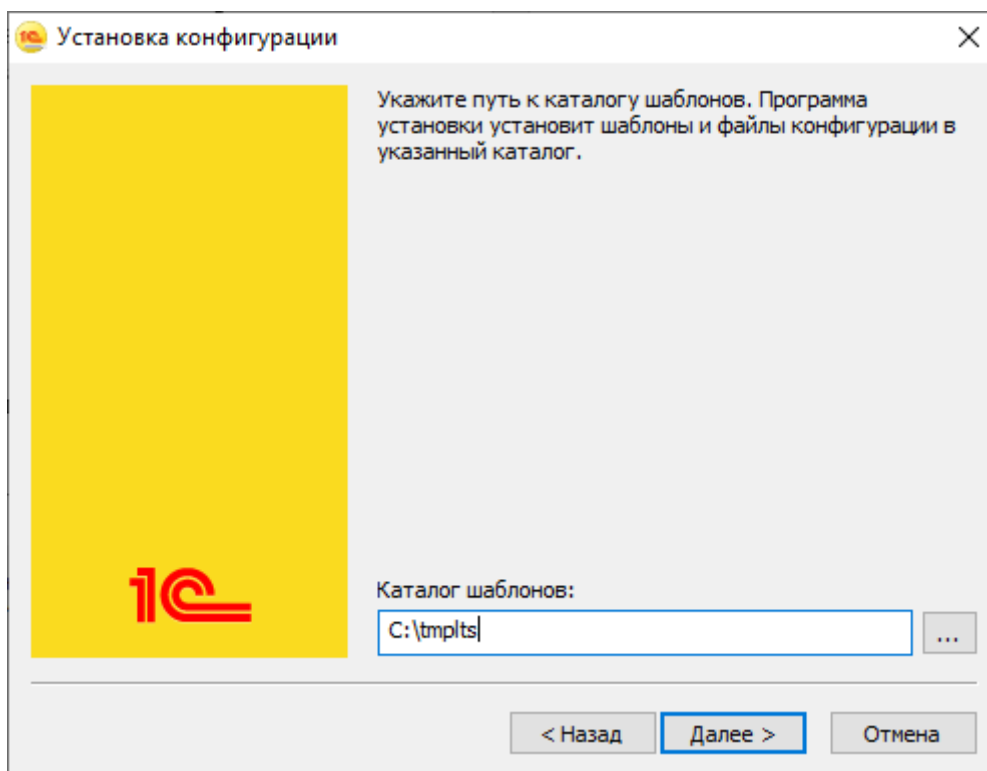 Установка конфигурации
Укажите путь к каталогу шаблонов. Программа
установки установит шаблоны и файлы конфигурации в
указанный каталог.
1С
Каталог шаблонов:
C:\tmplts
...
< Назад
Далее >
Отмена